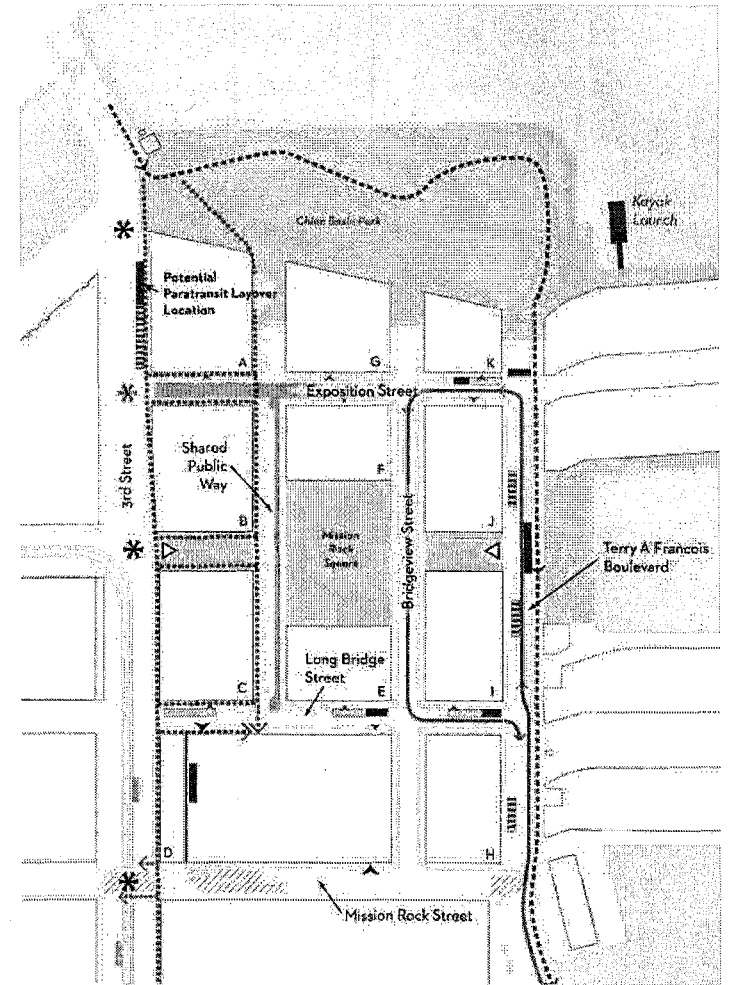 Kayak
Launch
China Basin Park
Potential
Paratransit Layover
Location
A
G
K
Exposition Street
3rd Street
Shared
Public
Way
F
B
J
Mission
Rock
Square
Bridgeview Street
Terry A Francois
Boulevard
Long Bridge
Street
C
E
I
D
H
Mission Rock Street